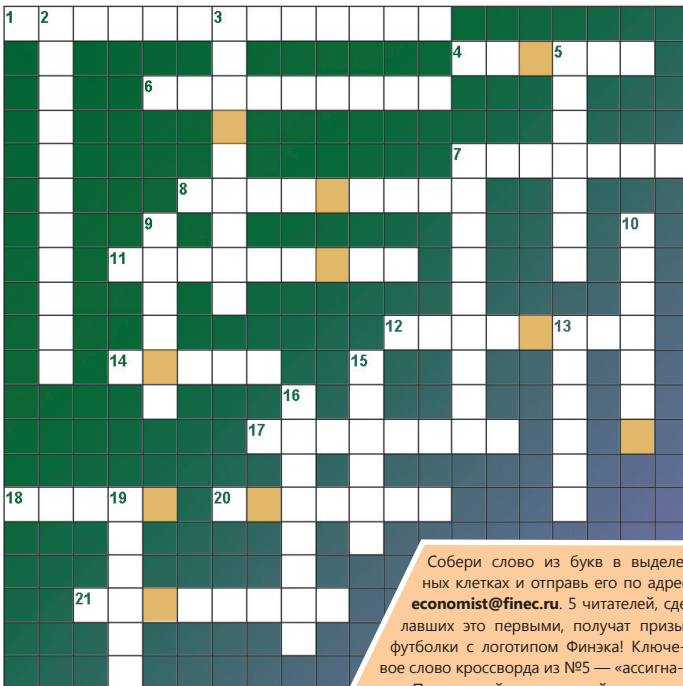 1 2 3
4 5
6
7
8
9 10
11
12 13
14 15
16
17
18 19 20
21
Собери слово из букв в выделе
ных клетках и отправь его по адре
economist@finec.ru. 5 читателей, сде
лавших это первыми, получат призы
футболки с логотипом Финэка! Ключе-
вое слово кроссворда из №5 — «ассигна-